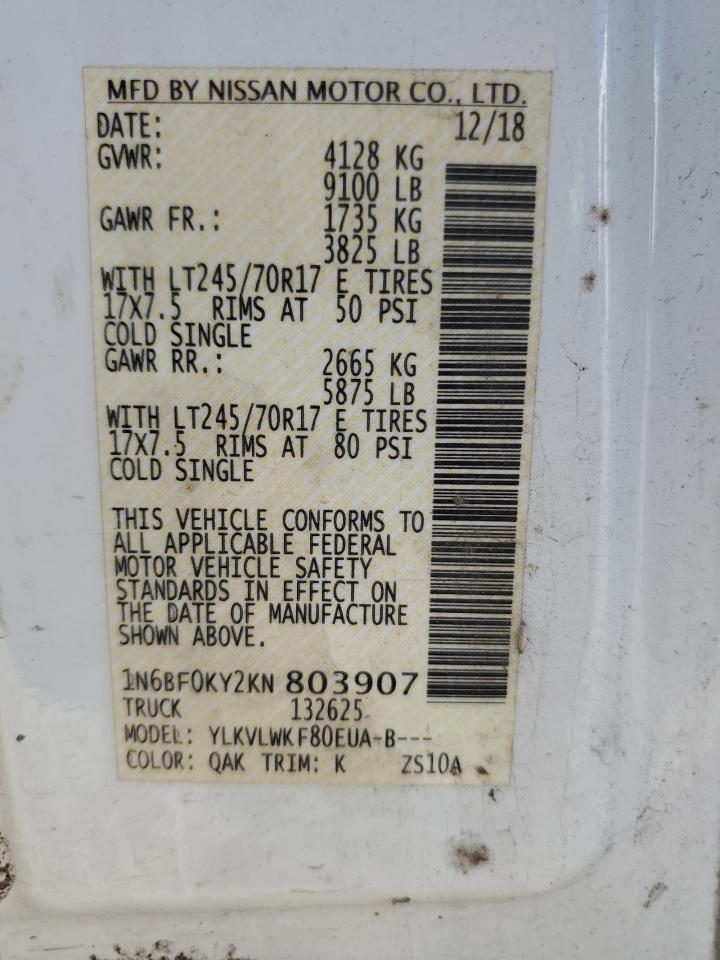 MFD BY NISSAN MOTOR CO., LTD.
DATE: 12/18
GVWR: 4128 KG
9100 LB
GAWR FR.: 1735 KG
3825 LB
WITH LT245/70R17 E TIRES
17X7.5 RIMS AT 50 PSI
COLD SINGLE
GAWR RR.: 2665 KG
5875 LB
WITH LT245/70R17 E TIRES
17X7.5 RIMS AT 80 PSI
COLD SINGLE
THIS VEHICLE CONFORMS TO
ALL APPLICABLE FEDERAL
MOTOR VEHICLE SAFETY
STANDARDS IN EFFECT ON
THE DATE OF MANUFACTURE
SHOWN ABOVE.
1N6BF0KY2KN 803907
TRUCK 132625
MODEL: YLKVLWKF80EUA-B---
COLOR: QAK TRIM: K ZS10A